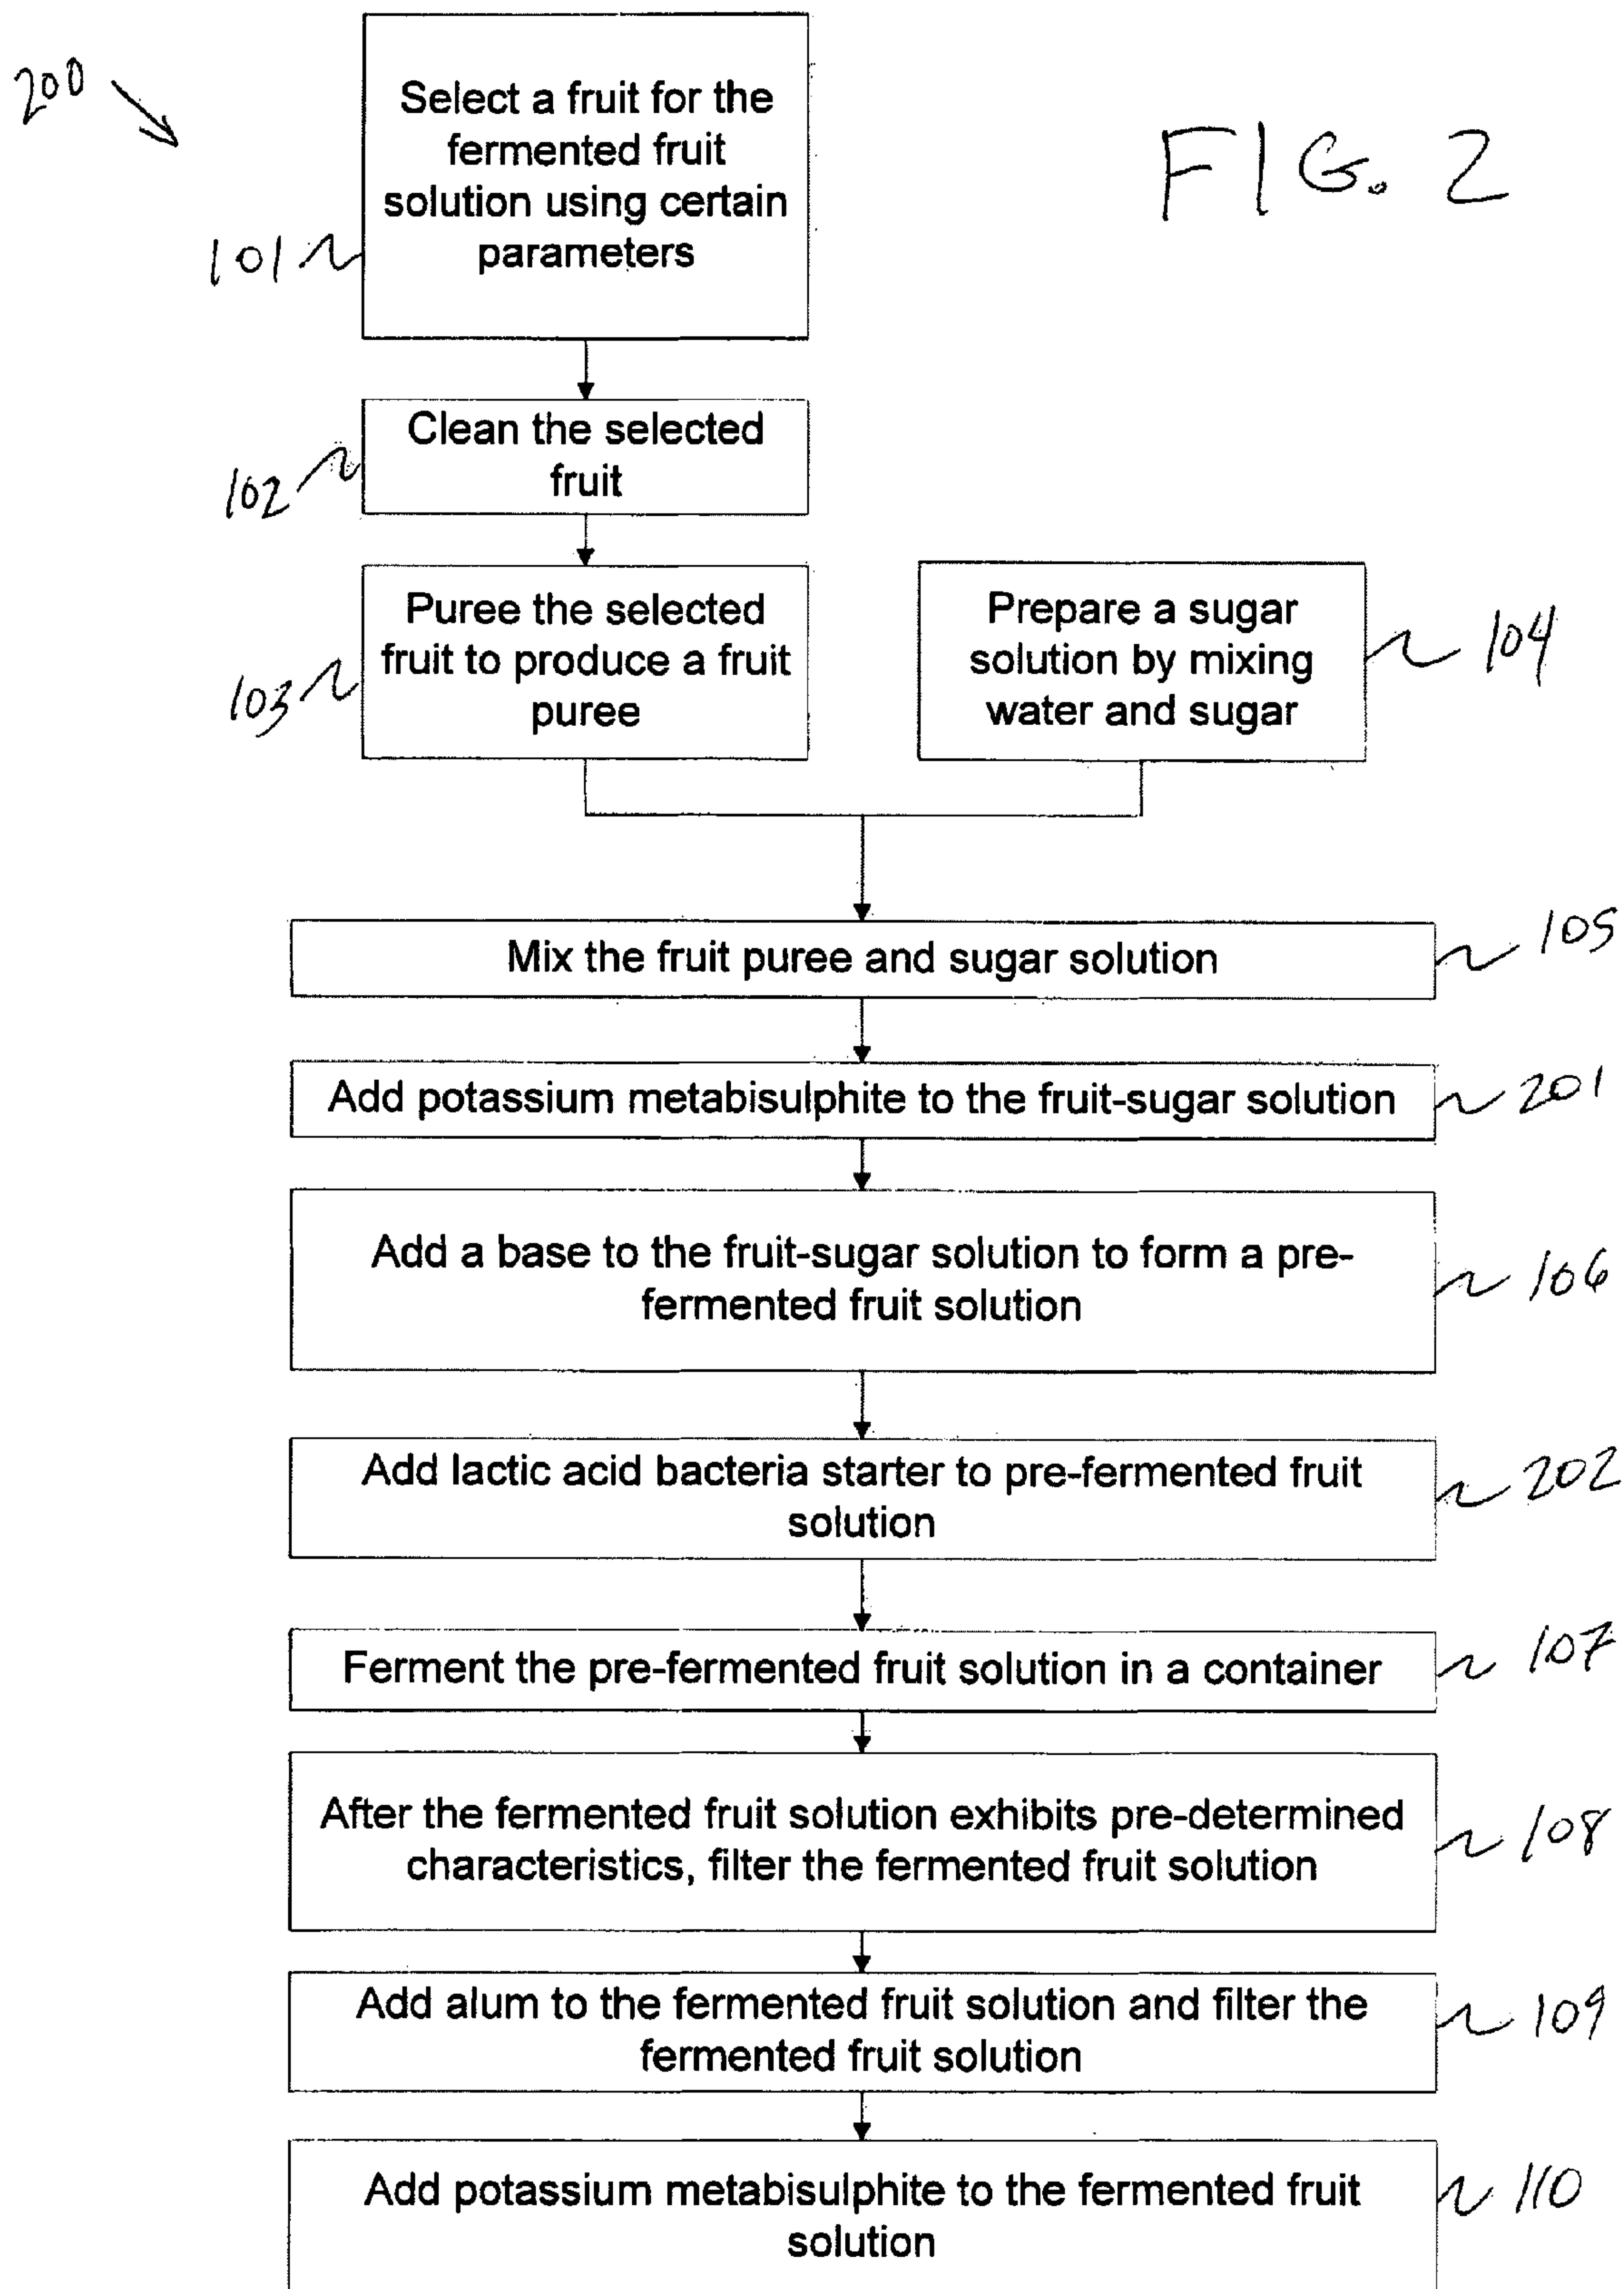 200
FIG. 2
Select a fruit for the
fermented fruit
solution using certain
parameters
101
Clean the selected
fruit
102
Puree the selected
fruit to produce a fruit
puree
103
Prepare a sugar
solution by mixing
water and sugar
104
Mix the fruit puree and sugar solution
105
Add potassium metabisulphite to the fruit-sugar solution
201
Add a base to the fruit-sugar solution to form a pre-
fermented fruit solution
106
Add lactic acid bacteria starter to pre-fermented fruit
solution
202
Ferment the pre-fermented fruit solution in a container
107
After the fermented fruit solution exhibits pre-determined
characteristics, filter the fermented fruit solution
108
Add alum to the fermented fruit solution and filter the
fermented fruit solution
109
Add potassium metabisulphite to the fermented fruit
solution
110